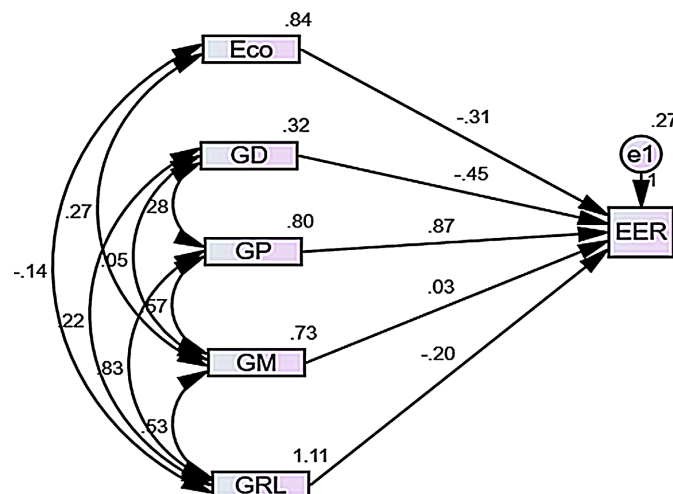 .84
Eco
-.31
.27
.32
e1
GD
-.45
1
.28
.27
.80
.87
EER
.05
GP
-.14
.03
.57
.22
.73
GM
-.20
.83
.53
1.11
GRL